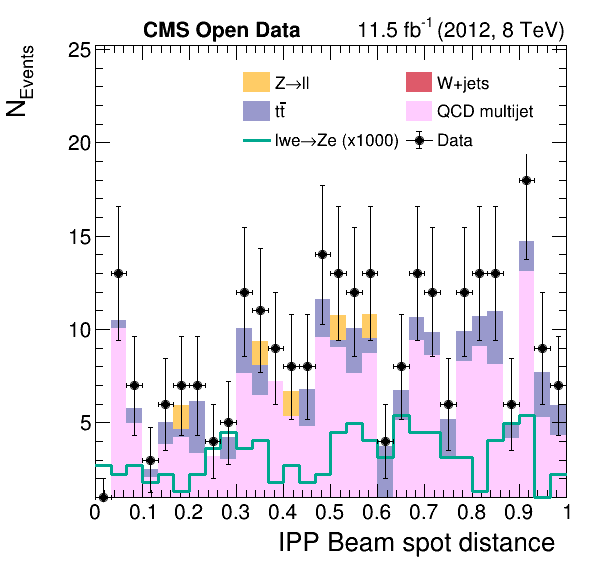 CMS Open Data 11.5 fb⁻¹ (2012, 8 TeV)
N_Events
25
20
15
10
5
Z→ll W+jets
tt̄ QCD multijet
lwe→Ze (x1000) Data
0 0.1 0.2 0.3 0.4 0.5 0.6 0.7 0.8 0.9 1
IPP Beam spot distance